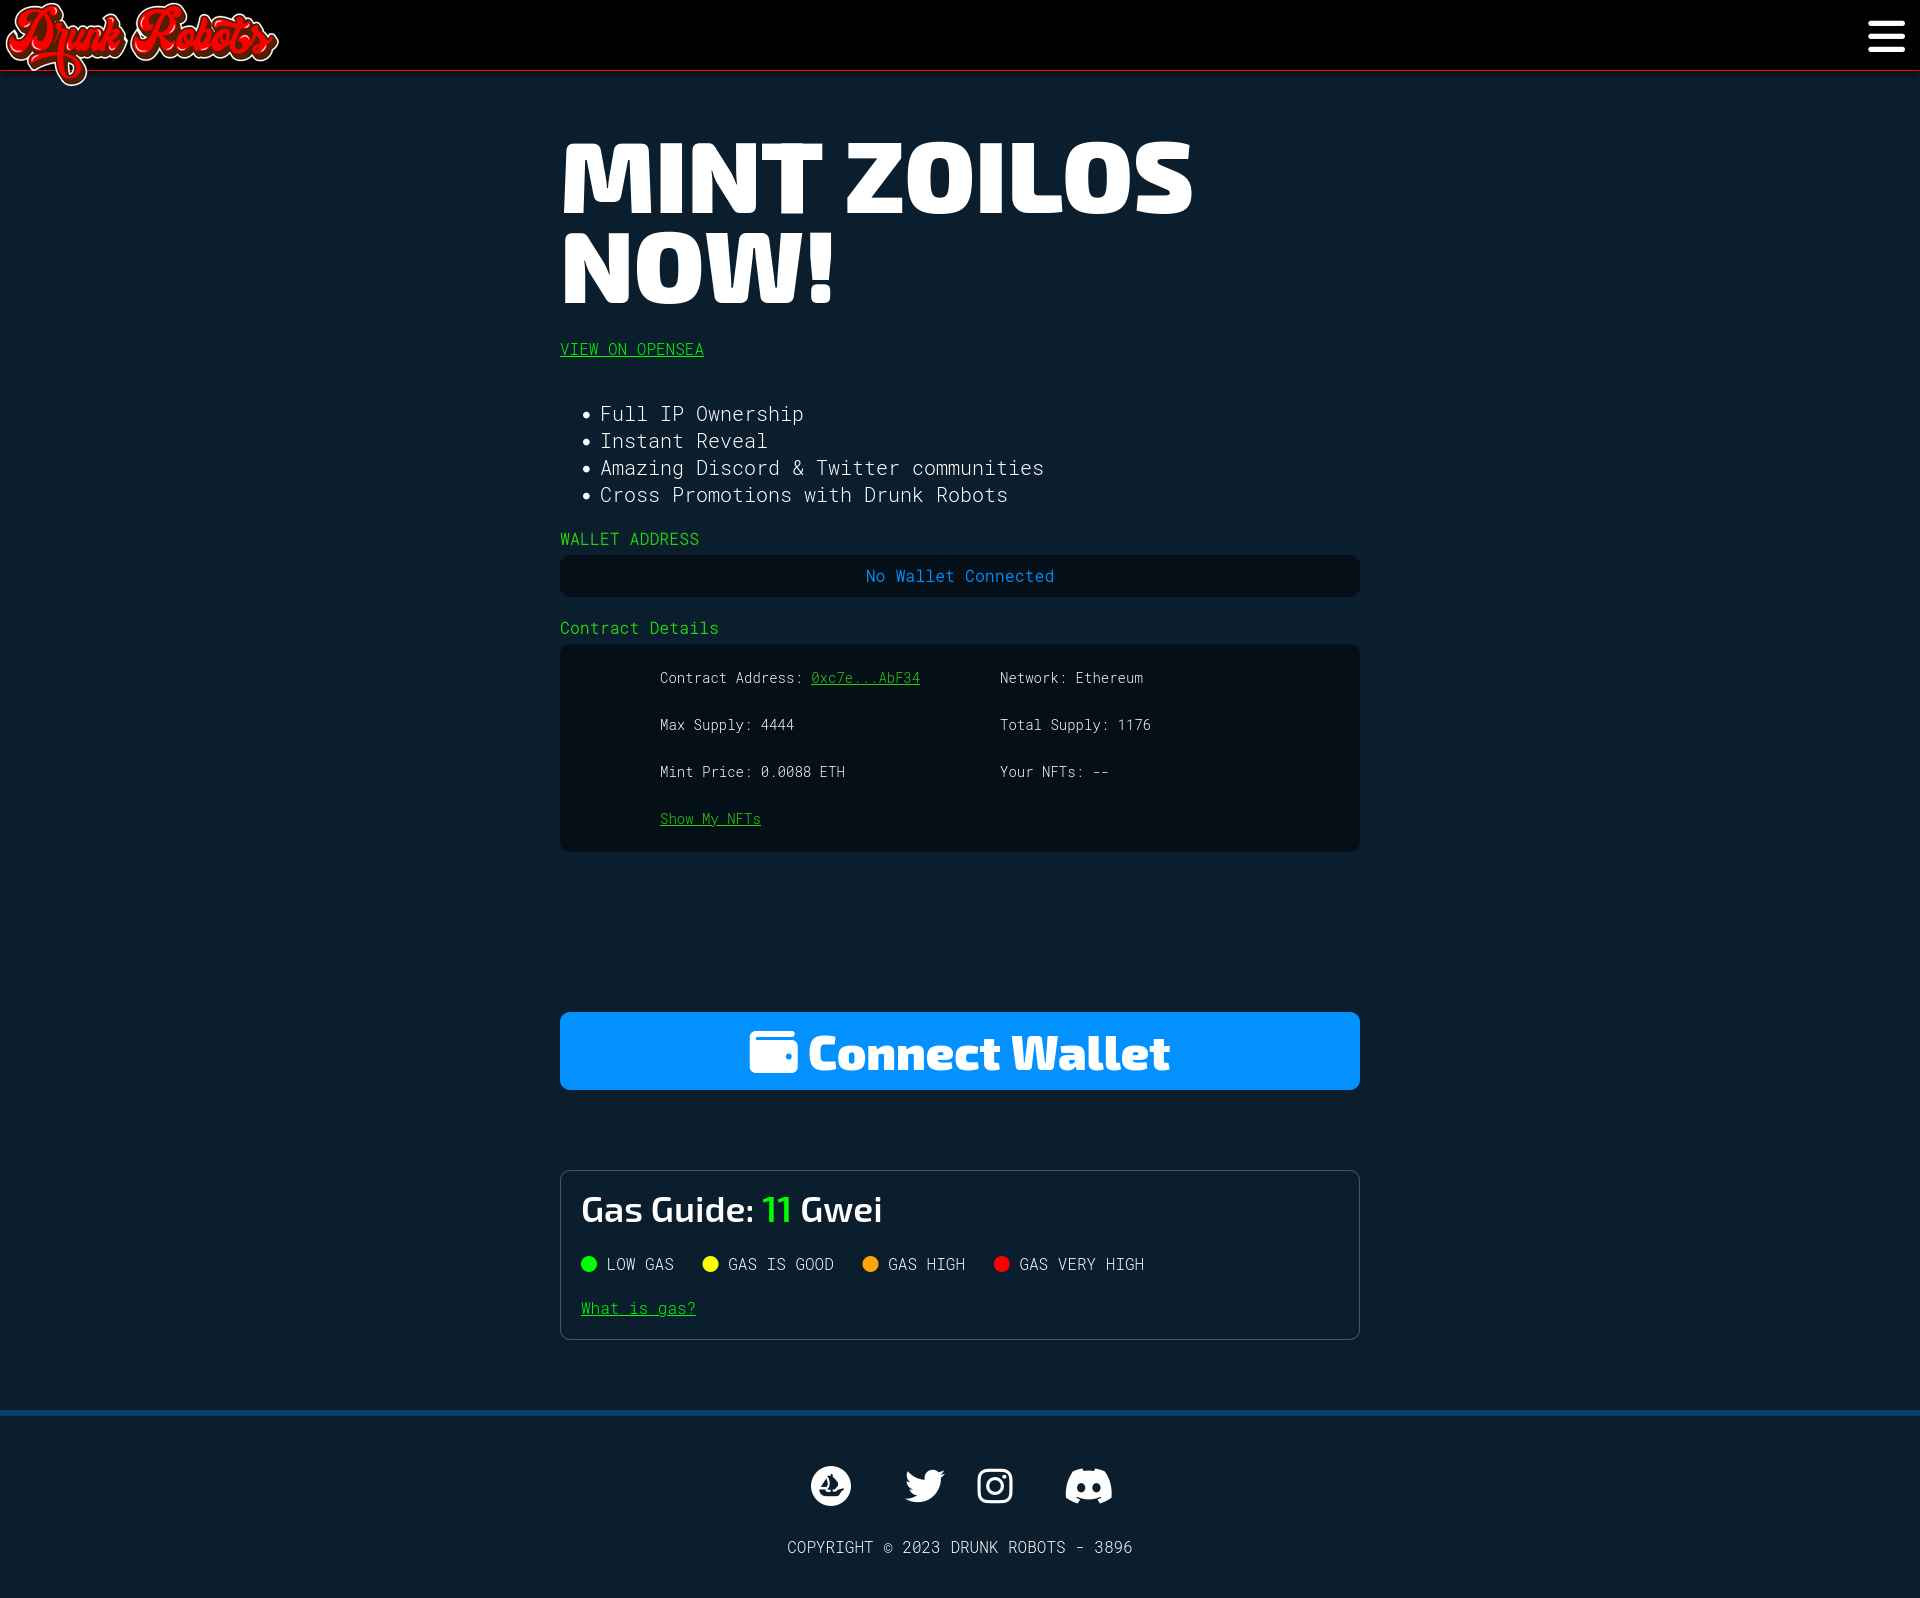 Drunk Robots
MINT ZOILOS
NOW!
VIEW ON OPENSEA
• Full IP Ownership
• Instant Reveal
• Amazing Discord & Twitter communities
• Cross Promotions with Drunk Robots
WALLET ADDRESS
No Wallet Connected
Contract Details
Contract Address: 0xc7e...AbF34 Network: Ethereum
Max Supply: 4444 Total Supply: 1176
Mint Price: 0.0088 ETH Your NFTs: --
Show My NFTs
Connect Wallet
Gas Guide: 11 Gwei
LOW GAS GAS IS GOOD GAS HIGH GAS VERY HIGH
What is gas?
COPYRIGHT © 2023 DRUNK ROBOTS - 3896